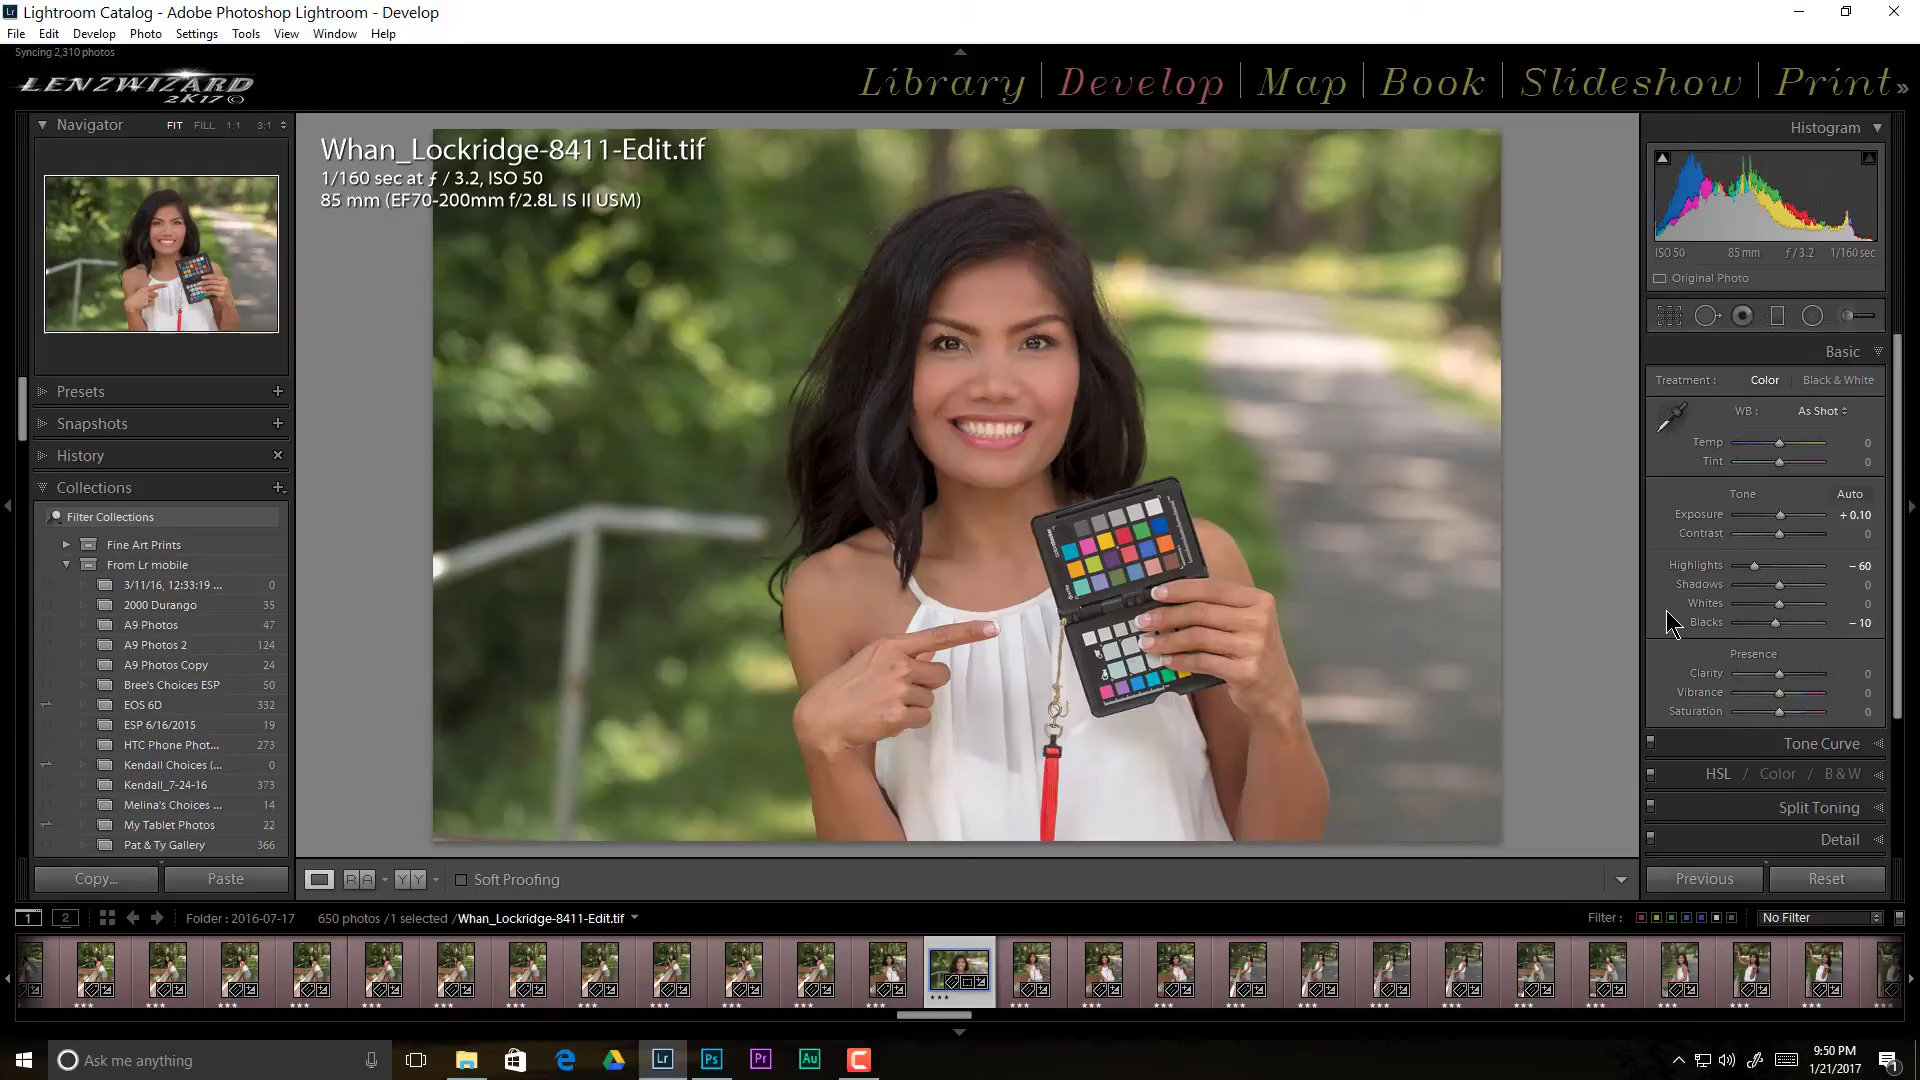 Lightroom Catalog - Adobe Photoshop Lightroom - Develop
File Edit Develop Photo Settings Tools View Window Help
Syncing 2,310 photos
LENZWIZARD
2K17©
Library Develop Map Book Slideshow Print »
Navigator FIT FILL 1:1 3:1
Whan_Lockridge-8411-Edit.tif
1/160 sec at ƒ / 3.2, ISO 50
85 mm (EF70-200mm f/2.8L IS II USM)
Presets +
Snapshots +
History ×
Collections +
Filter Collections
Fine Art Prints
From Lr mobile
3/11/16, 12:33:19 ... 0
2000 Durango 35
A9 Photos 47
A9 Photos 2 124
A9 Photos Copy 24
Bree's Choices ESP 50
EOS 6D 332
ESP 6/16/2015 19
HTC Phone Phot... 273
Kendall Choices (... 0
Kendall_7-24-16 373
Melina's Choices ... 14
My Tablet Photos 22
Pat & Ty Gallery 366
Copy... Paste
Histogram
ISO 50 85 mm ƒ / 3.2 1/160 sec
Original Photo
Basic
Treatment : Color Black & White
WB : As Shot
Temp 0
Tint 0
Tone Auto
Exposure + 0.10
Contrast 0
Highlights – 60
Shadows 0
Whites 0
Blacks – 10
Presence
Clarity 0
Vibrance 0
Saturation 0
Tone Curve
HSL / Color / B & W
Split Toning
Detail
Previous Reset
R A Y Y Soft Proofing
1 2 Folder : 2016-07-17 650 photos / 1 selected / Whan_Lockridge-8411-Edit.tif Filter : No Filter
Ask me anything
Lr Ps Pr Au
9:50 PM
1/21/2017
1